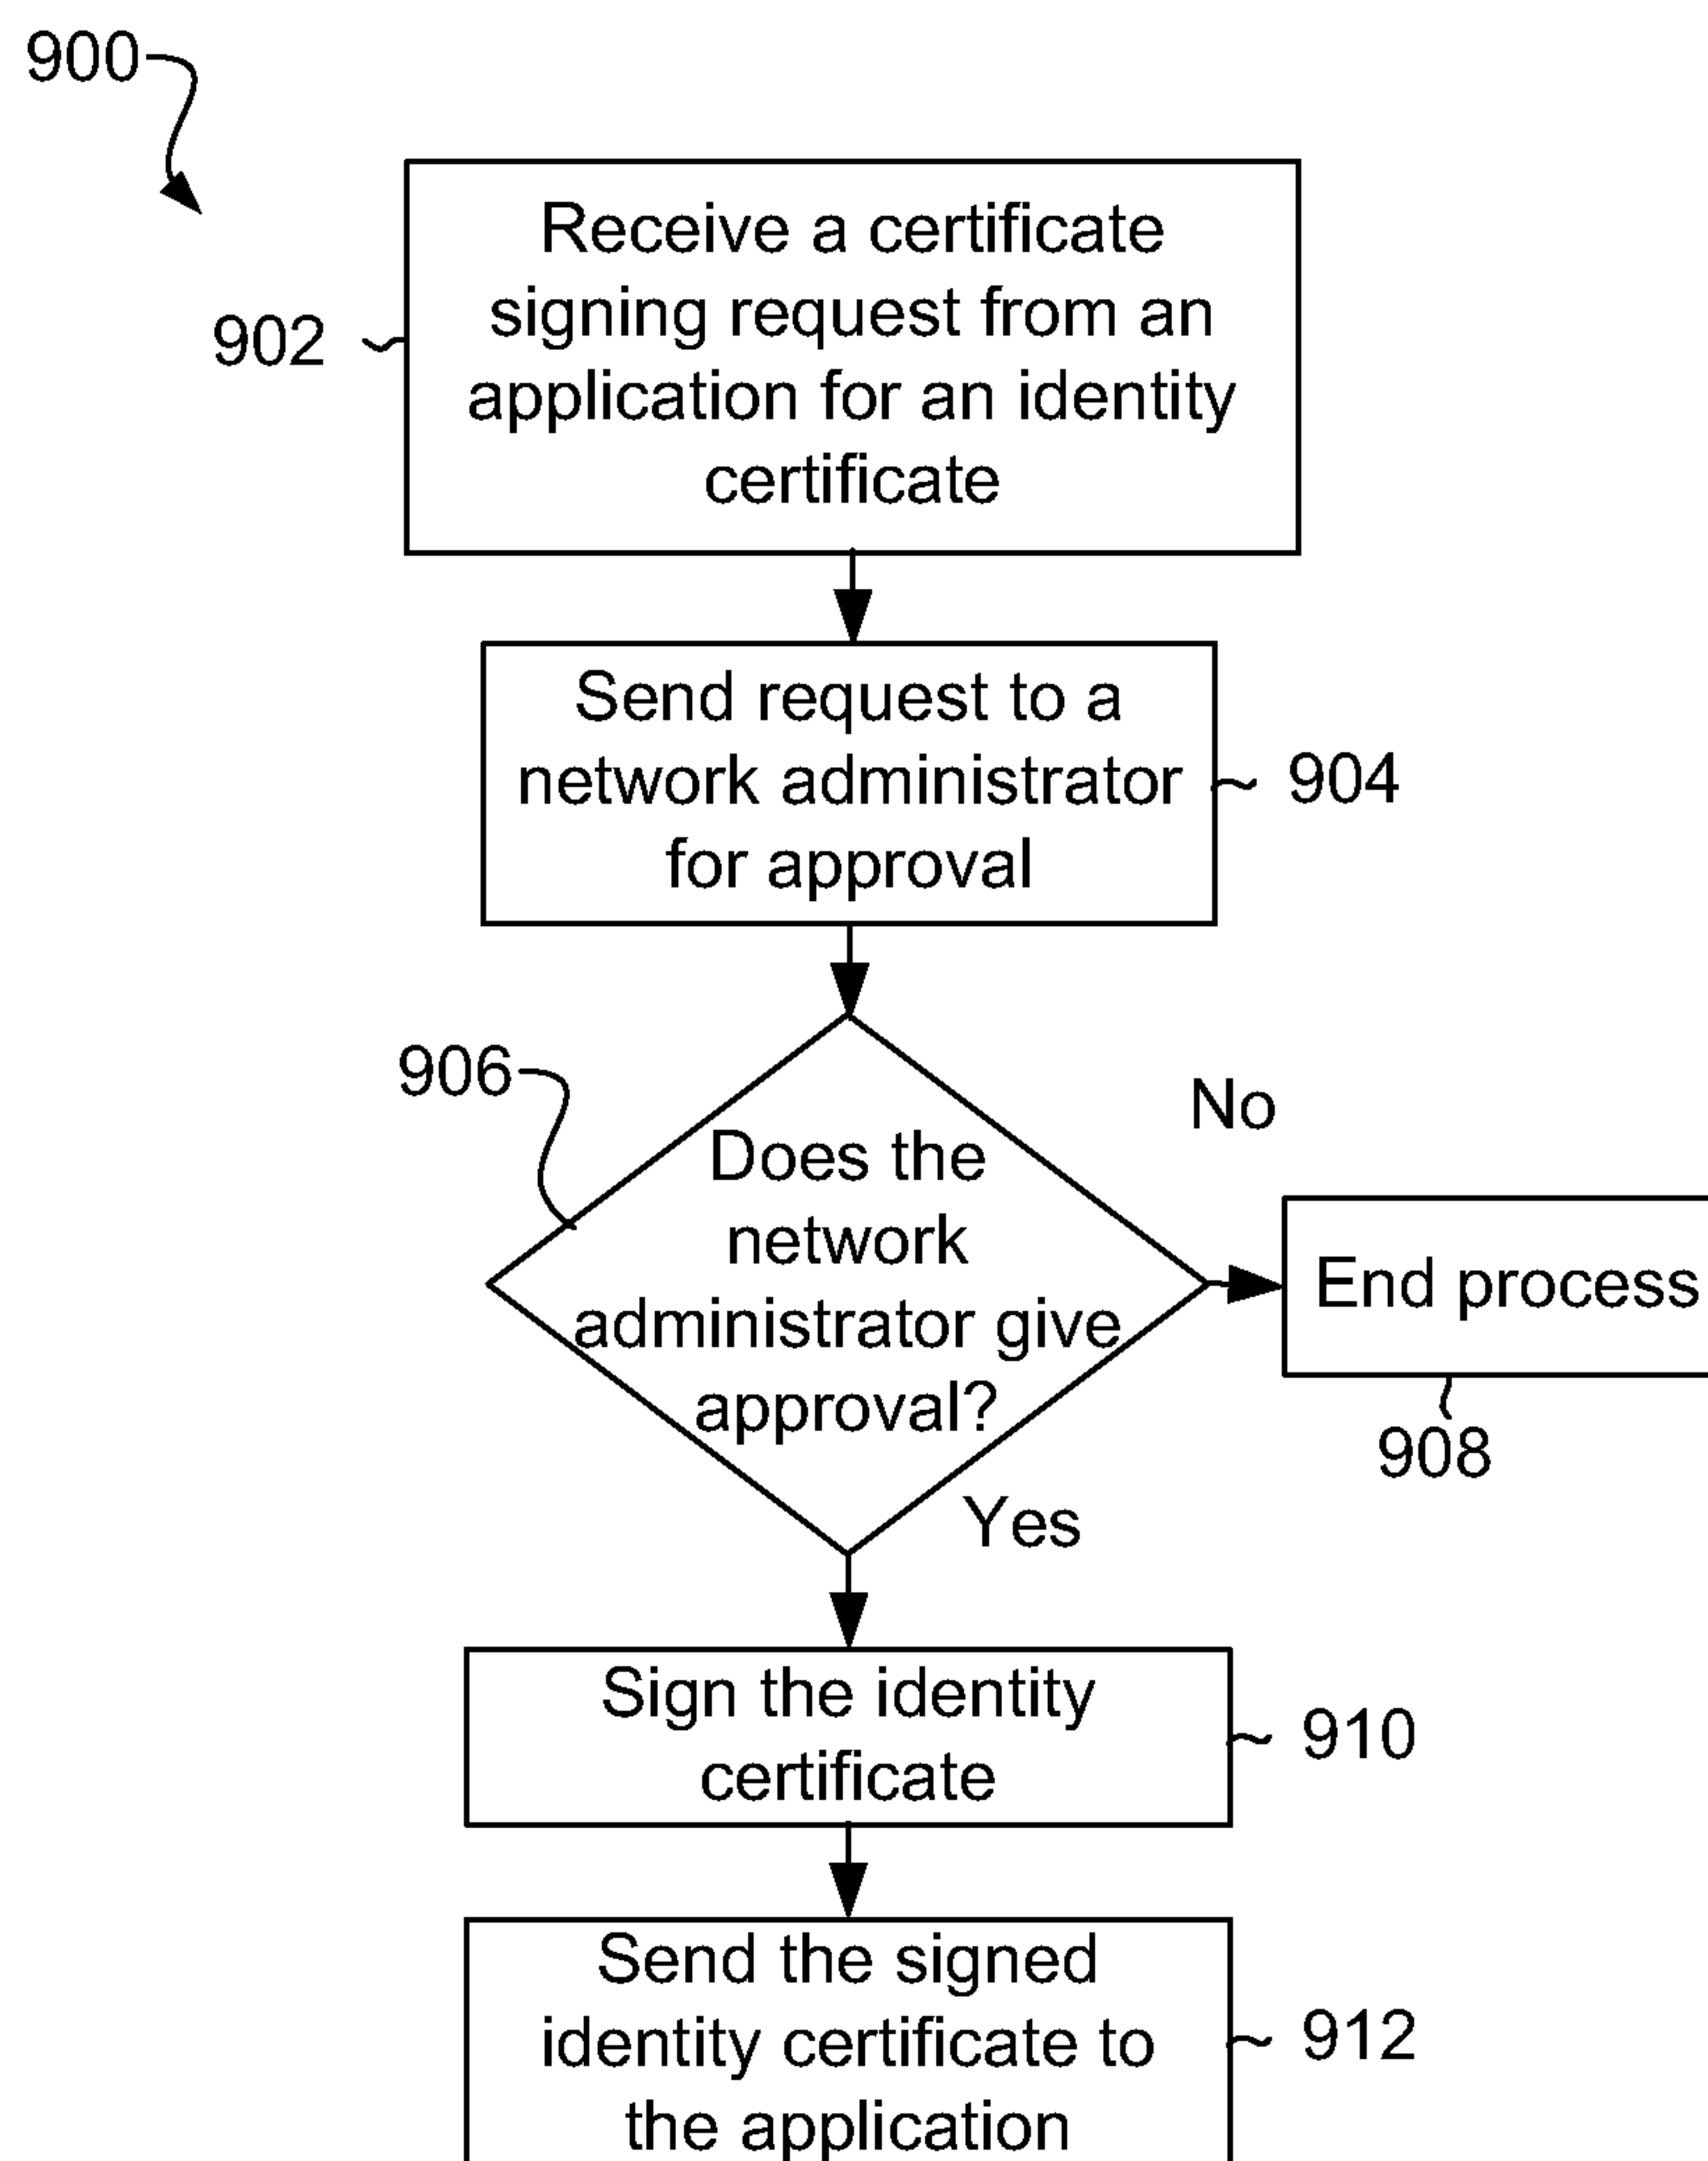 900
Receive a certificate
signing request from an
application for an identity
certificate
902
Send request to a
network administrator
for approval
904
906
No
Does the
network
administrator give
approval?
End process
908
Yes
Sign the identity
certificate
910
Send the signed
identity certificate to
the application
912